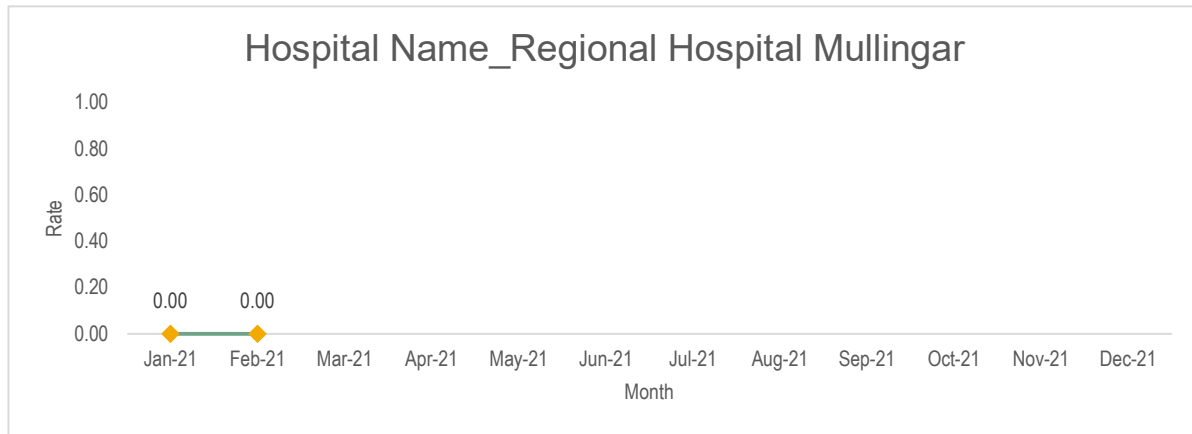 Hospital Name_Regional Hospital Mullingar
1.00
0.80
0.60
0.40
0.20
0.00
Rate
0.00 0.00
Jan-21 Feb-21 Mar-21 Apr-21 May-21 Jun-21 Jul-21 Aug-21 Sep-21 Oct-21 Nov-21 Dec-21
Month